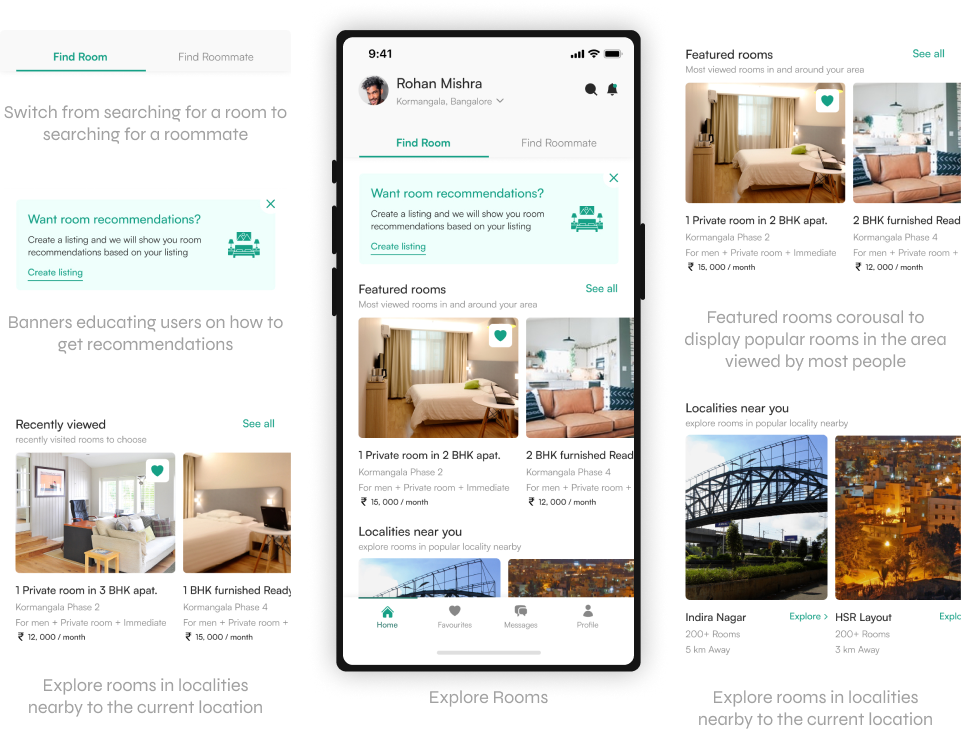 Find Room
Find Roommate
Switch from searching for a room to
searching for a roommate
Want room recommendations?
Create a listing and we will show you room
recommendations based on your listing
Create listing
Banners educating users on how to
get recommendations
Recently viewed
See all
recently visited rooms to choose
1 Private room in 3 BHK apat.
1 BHK furnished Ready
Kormangala Phase 2
Kormangala Phase 4
For men + Private room + Immediate
For men + Private room +
₹ 12, 000 / month
₹ 15, 000 / month
Explore rooms in localities
nearby to the current location
9:41
Rohan Mishra
Kormangala, Bangalore
Find Room
Find Roommate
Want room recommendations?
Create a listing and we will show you room
recommendations based on your listing
Create listing
Featured rooms
See all
Most viewed rooms in and around your area
1 Private room in 2 BHK apat.
2 BHK furnished Read
Kormangala Phase 2
Kormangala Phase 4
For men + Private room + Immediate
For men + Private room +
₹ 15, 000 / month
₹ 12, 000 / month
Localities near you
explore rooms in popular locality nearby
Home
Favourites
Messages
Profile
Explore Rooms
Featured rooms
See all
Most viewed rooms in and around your area
1 Private room in 2 BHK apat.
2 BHK furnished Read
Kormangala Phase 2
Kormangala Phase 4
For men + Private room + Immediate
For men + Private room +
₹ 15, 000 / month
₹ 12, 000 / month
Featured rooms corousal to
display popular rooms in the area
viewed by most people
Localities near you
explore rooms in popular locality nearby
Indira Nagar
Explore >
HSR Layout
Explo
200+ Rooms
200+ Rooms
5 km Away
3 km Away
Explore rooms in localities
nearby to the current location